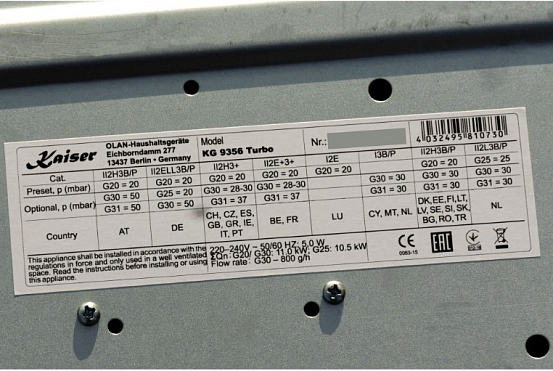 Kaiser
OLAN-Haushaltsgeräte
Eichborndamm 277
13437 Berlin • Germany
Model
KG 9356 Turbo
Nr.:
4 032495 810730
Cat. II2H3B/P II2ELL3B/P II2H3+ II2E+3+ II2E I3B/P II2H3B/P II2L3B/P
Preset, p (mbar) G20 = 20 G20 = 20 G20 = 20 G20 = 20 G20 = 20 G20 = 20 G25 = 25
Optional, p (mbar) G30 = 50 G25 = 20 G30 = 28-30 G30 = 28-30 G30 = 30 G30 = 30 G30 = 30
G31 = 50 G30 = 50 G31 = 37 G31 = 37 G31 = 30 G31 = 30 G31 = 30
Country AT DE CH, CZ, ES, GB, GR, IE, IT, PT BE, FR LU CY, MT, NL DK, EE, FI, LT, LV, SE, SI, SK, BG, RO, TR NL
This appliance shall be installed in accordance with the
regulations in force and only used in a well ventilated
space. Read the instructions before installing or using
this appliance.
220-240V ~ 50/60 HZ; 5.0 W
ΣQn: G20/ G30: 11.0 kW; G25: 10.5 kW
Flow rate: G30 – 800 g/h
CE
0063-15
EAC